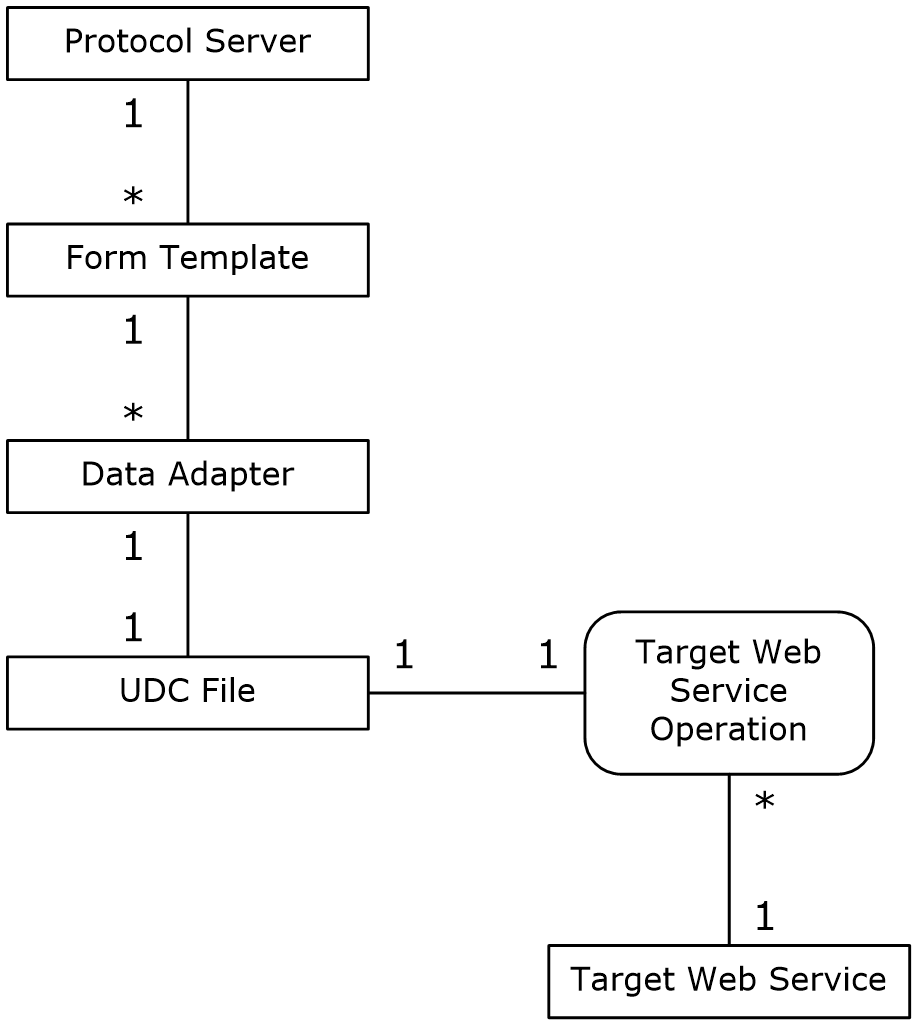 Protocol Server
1
*
Form Template
1
*
Data Adapter
1
1
UDC File
1 1
Target Web
Service
Operation
*
1
Target Web Service